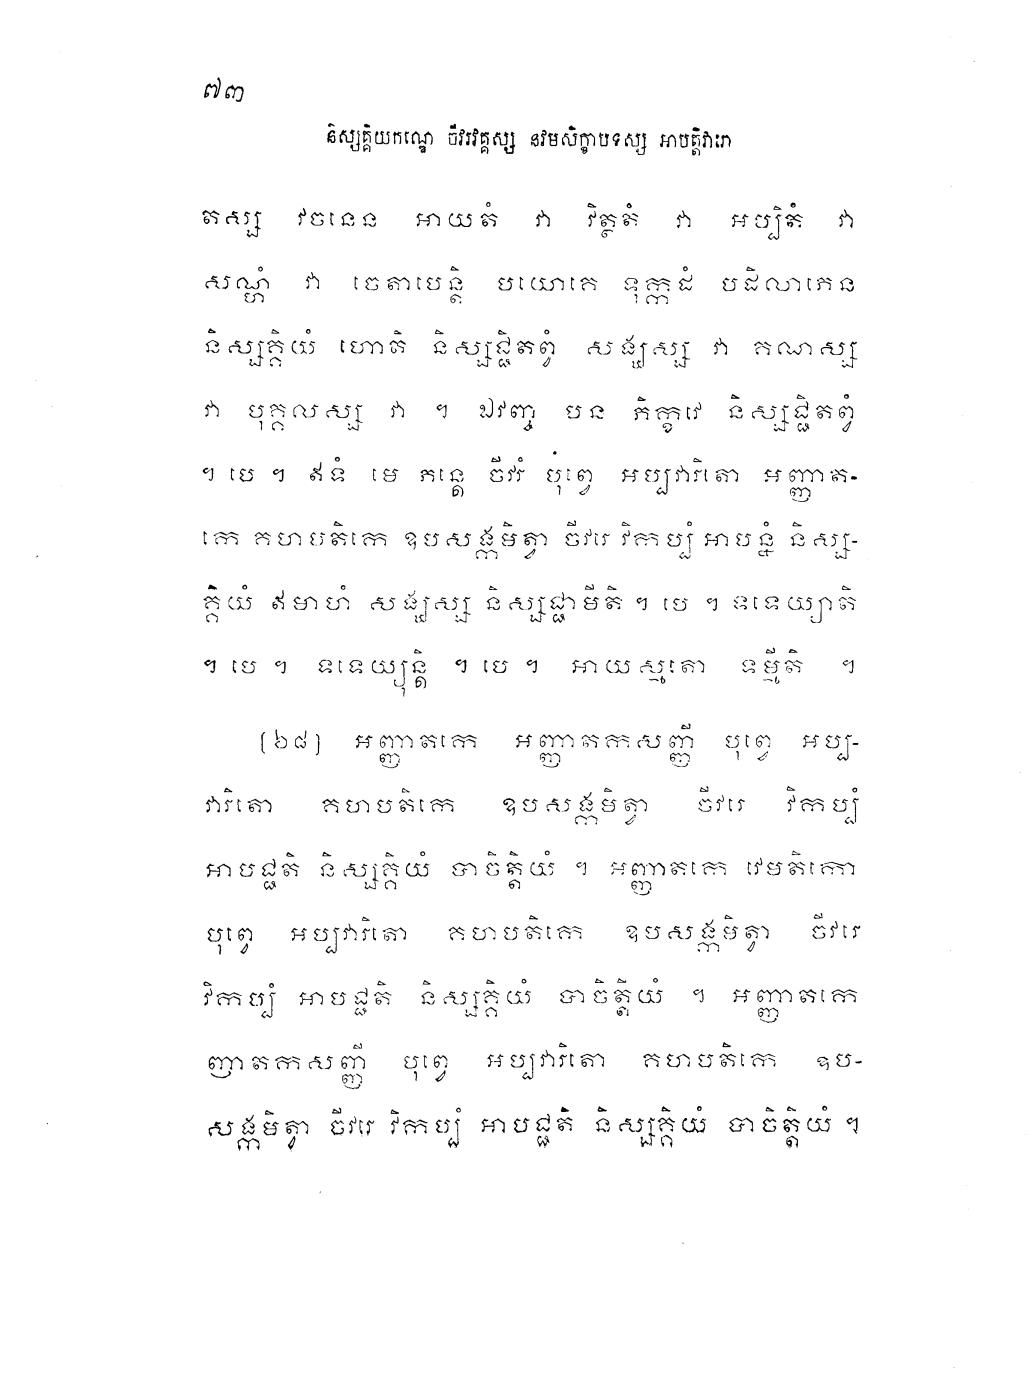 ៧៣
និស្សគ្គិយកណ្ឌេ ចីវរវគ្គស្ស នវមសិក្ខាបទស្ស អាបត្តិវារោ
តស្ស វចនេន អាយតំ វា វិត្ថតំ វា អប្បិតំ វា
សណ្ហំ វា ចេតាបេន្តិ បយោគេ ទុក្កដំ បដិលាភេន
និស្សគ្គិយំ ហោតិ និស្សជ្ជិតព្វំ សង្ឃស្ស វា គណស្ស
វា បុគ្គលស្ស វា ។ ឯវញ្ច បន ភិក្ខវេ និស្សជ្ជិតព្វំ
។ បេ ។ ឥទំ មេ ភន្តេ ចីវរំ បុព្វេ អប្បវារិតោ អញ្ញាត-
កេ គហបតិកេ ឧបសង្កមិត្វា ចីវរេ វិកប្បំ អាបន្នំ និស្ស-
គ្គិយំ ឥមាហំ សង្ឃស្ស និស្សជ្ជាមីតិ ។ បេ ។ ទទេយ្យាតិ
។ បេ ។ ទទេយ្យុន្តិ ។ បេ ។ អាយស្មតោ ទម្មីតិ ។
(៦៨) អញ្ញាតកេ អញ្ញាតកសញ្ញី បុព្វេ អប្ប-
វារិតោ គហបតិកេ ឧបសង្កមិត្វា ចីវរេ វិកប្បំ
អាបជ្ជតិ និស្សគ្គិយំ បាចិត្តិយំ ។ អញ្ញាតកេ វេមតិកោ
បុព្វេ អប្បវារិតោ គហបតិកេ ឧបសង្កមិត្វា ចីវរេ
វិកប្បំ អាបជ្ជតិ និស្សគ្គិយំ បាចិត្តិយំ ។ អញ្ញាតកេ
ញាតកសញ្ញី បុព្វេ អប្បវារិតោ គហបតិកេ ឧប-
សង្កមិត្វា ចីវរេ វិកប្បំ អាបជ្ជតិ និស្សគ្គិយំ បាចិត្តិយំ ។